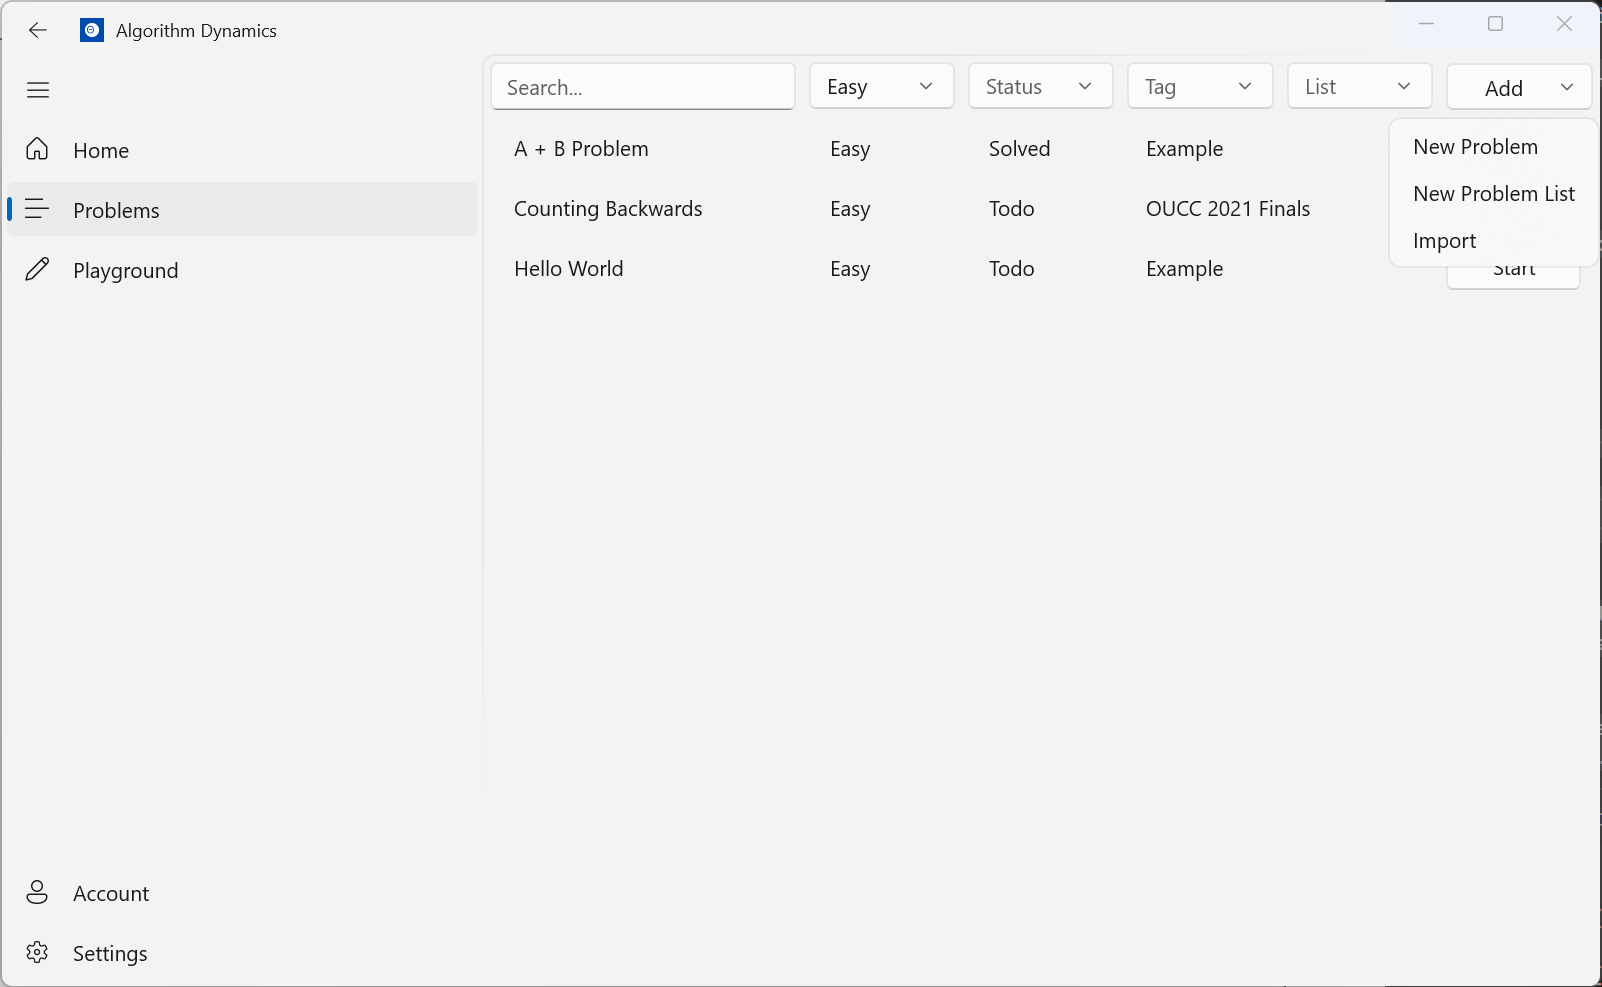 Algorithm Dynamics
Search...
Easy
Status
Tag
List
Add
Home
Problems
Playground
A + B Problem
Easy
Solved
Example
Counting Backwards
Easy
Todo
OUCC 2021 Finals
Hello World
Easy
Todo
Example
New Problem
New Problem List
Import
Start
Account
Settings